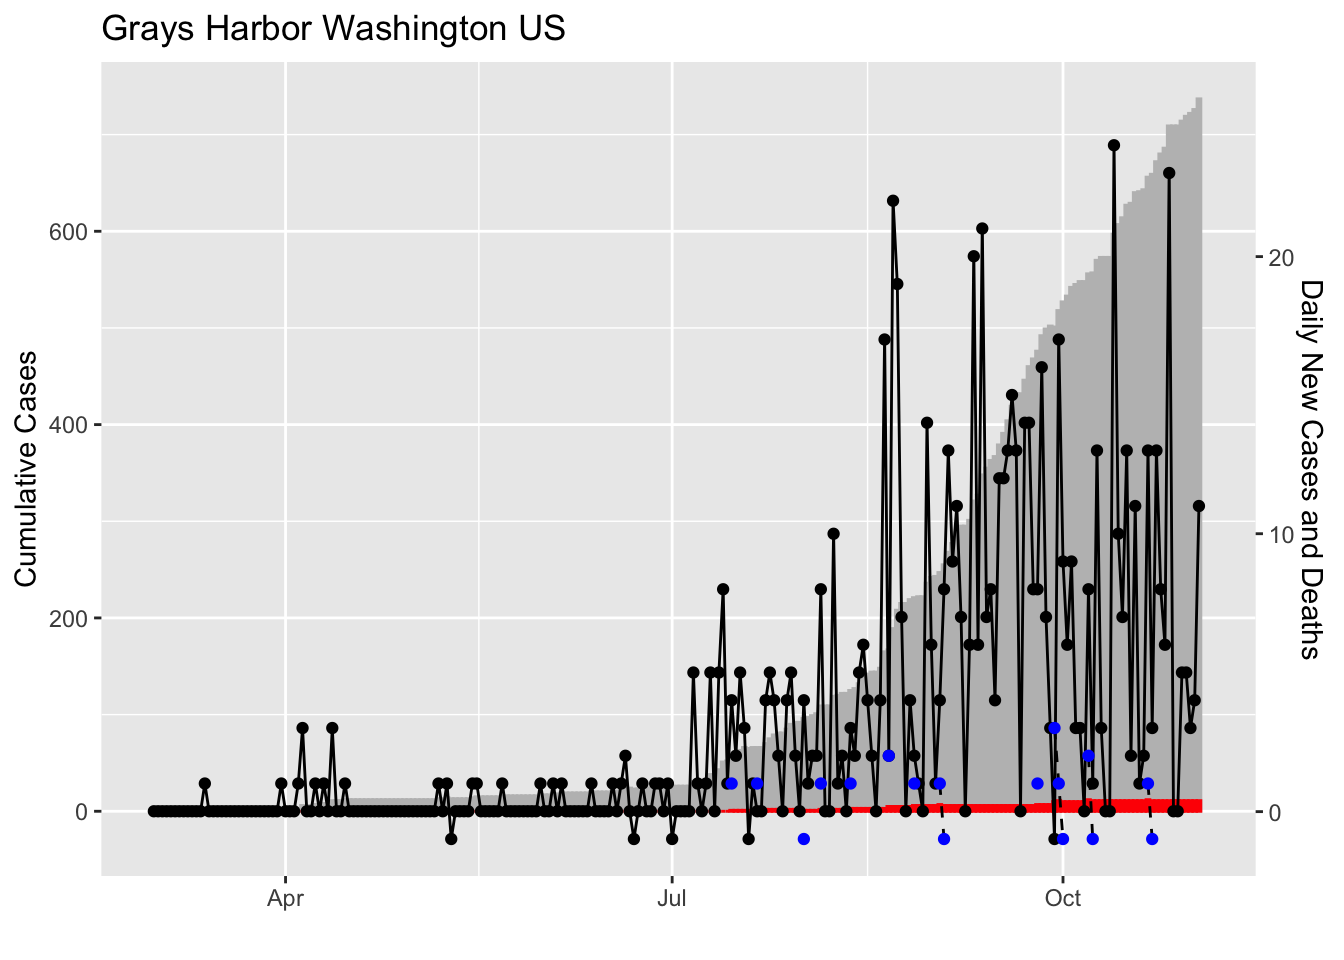 Grays Harbor Washington US
Cumulative Cases
600
400
200
0
20
10
0
Daily New Cases and Deaths
Apr
Jul
Oct